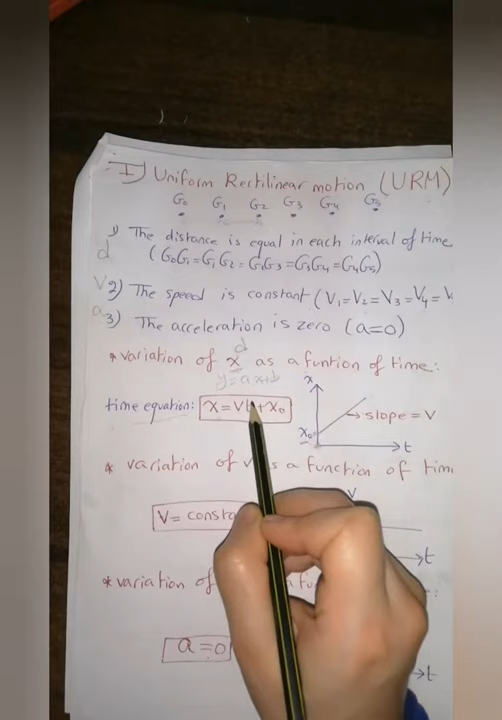 I) Uniform Rectilinear motion (URM)
G0 G1 G2 G3 G4 G5
1) The distance is equal in each interval of time
d
(G0G1=G1G2=G2G3=G3G4=G4G5)
V 2) The speed is constant (V1=V2=V3=V4=V
a 3) The acceleration is zero (a=0)
d
* variation of x as a funtion of time:
y=ax+b
time equation: x=Vt+x0
x
x0
slope = V
t
* variation of v as a function of tim
V
V= consta
t
* variation of
a=0
t